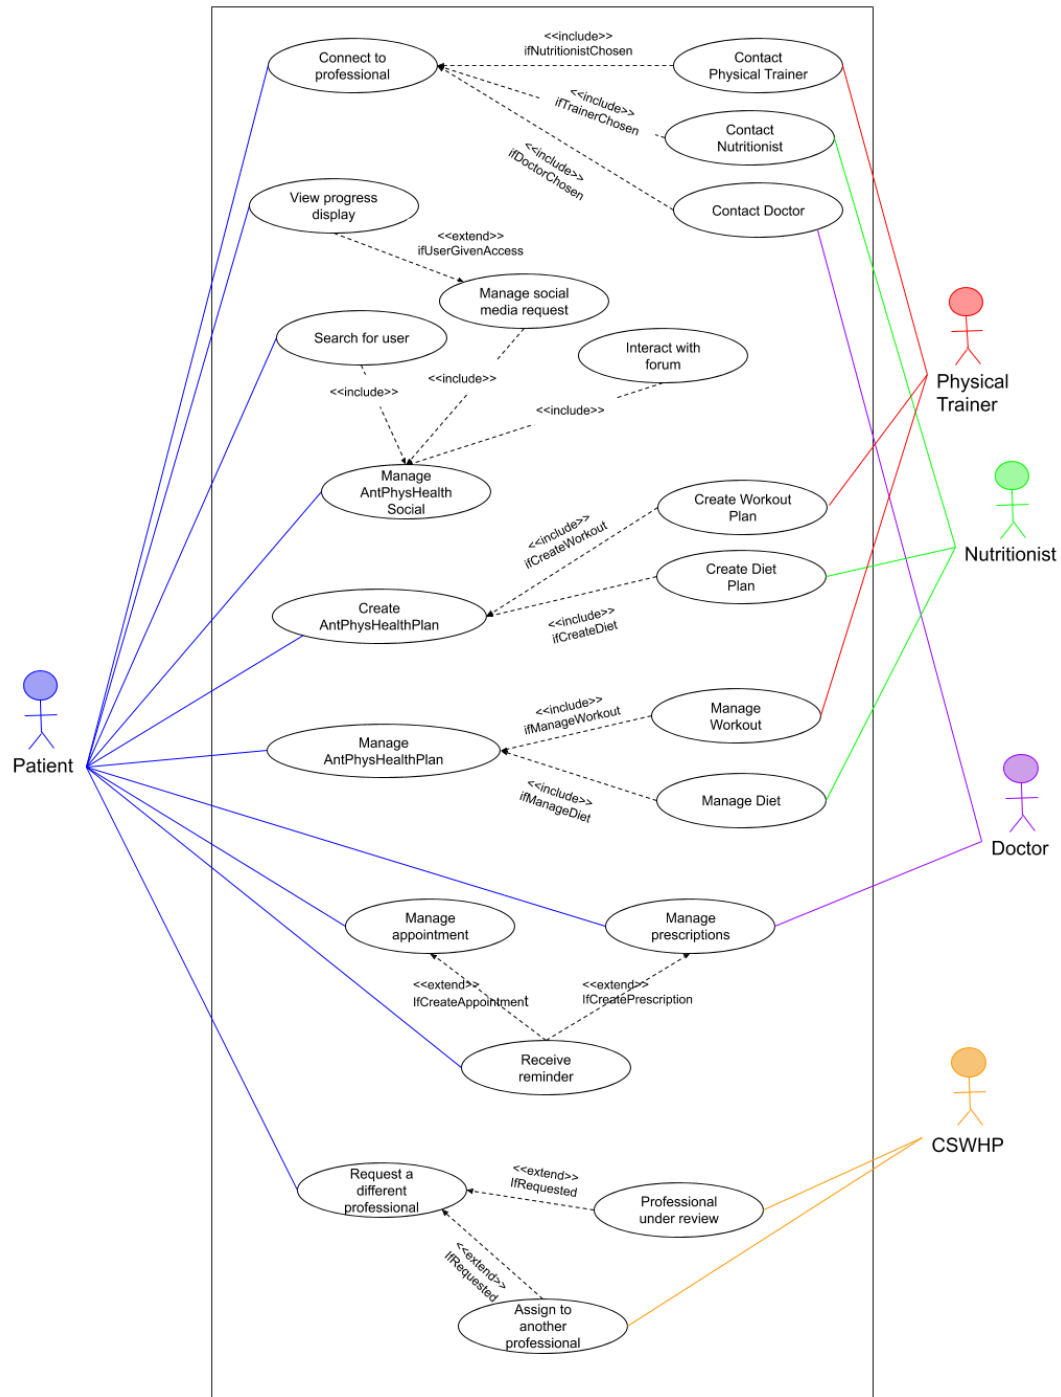 Connect to
professional
<<include>>
ifNutritionistChosen
Contact
Physical Trainer
<<include>>
ifTrainerChosen
Contact
Nutritionist
<<include>>
ifDoctorChosen
Contact Doctor
View progress
display
<<extend>>
ifUserGivenAccess
Manage social
media request
Search for user
Interact with
forum
<<include>>
<<include>>
<<include>>
Physical
Trainer
Manage
AntPhysHealth
Social
Create Workout
Plan
<<include>>
ifCreateWorkout
Nutritionist
Create Diet
Plan
Create
AntPhysHealthPlan
<<include>>
ifCreateDiet
Manage
Workout
<<include>>
ifManageWorkout
Manage
AntPhysHealthPlan
Patient
<<include>>
ifManageDiet
Manage Diet
Doctor
Manage
appointment
Manage
prescriptions
<<extend>>
IfCreateAppointment
<<extend>>
IfCreatePrescription
Receive
reminder
CSWHP
Request a
different
professional
<<extend>>
IfRequested
Professional
under review
<<extend>>
IfRequested
Assign to
another
professional